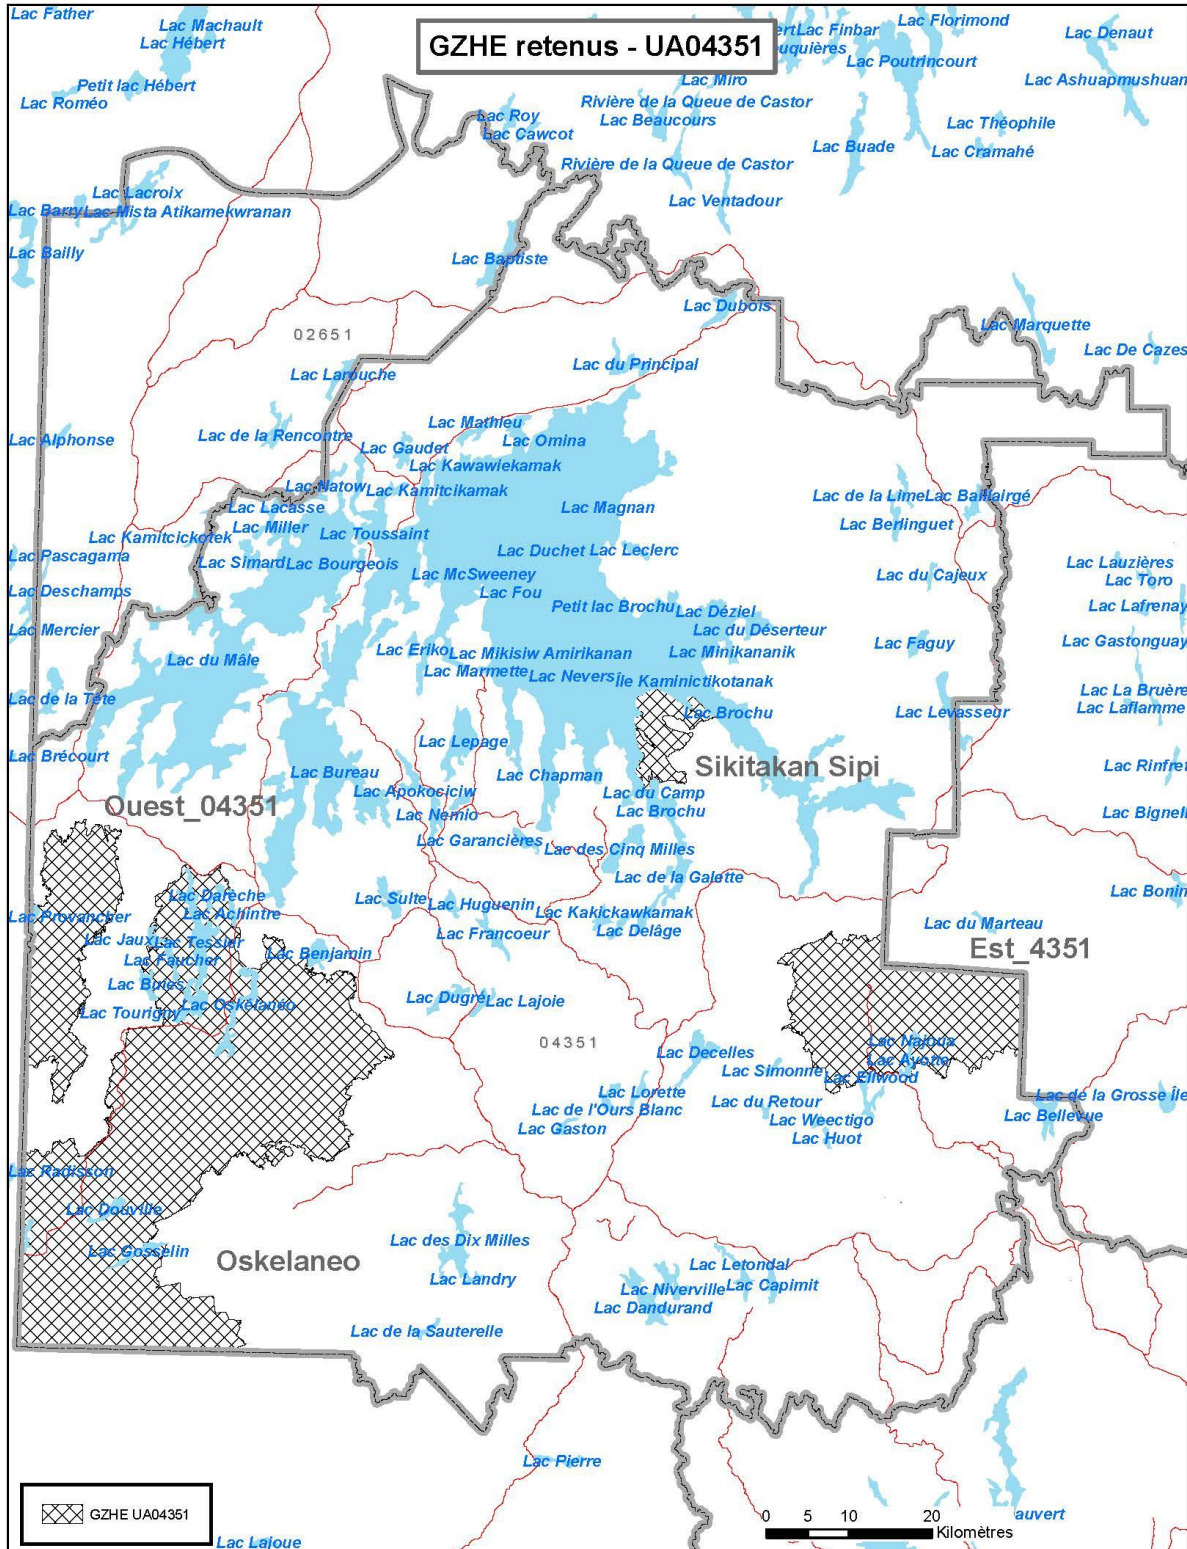 Lac Father
Lac Machault
Lac Hébert
GZHE retenus - UA04351
Lac Finbar
Lac Florimond
Lac Denaut
Lac Poutrincourt
Petit lac Hébert
Lac Roméo
Lac Miro
Lac Ashuapmushuan
Rivière de la Queue de Castor
Lac Beaucours
Lac Roy
Lac Cawcot
Lac Théophile
Lac Buade
Lac Cramahé
Rivière de la Queue de Castor
Lac Lacroix
Lac Barry
Lac Mista Atikamekwranan
Lac Ventadour
Lac Bailly
Lac Baptiste
Lac Dubois
02651
Lac Marquette
Lac De Cazes
Lac du Principal
Lac Larouche
Lac Mathieu
Lac Alphonse
Lac de la Rencontre
Lac Gaudet
Lac Omina
Lac Kawawiekamak
Lac Natow
Lac Kamitcikamak
Lac de la Lime
Lac Baillairgé
Lac Lacasse
Lac Magnan
Lac Miller
Lac Berlinguet
Lac Kamitcickotek
Lac Toussaint
Lac Pascagama
Lac Simard
Lac Bourgeois
Lac Duchet
Lac Leclerc
Lac Lauzières
Lac McSweeney
Lac du Cajeux
Lac Toro
Lac Deschamps
Lac Fou
Petit lac Brochu
Lac Déziel
Lac Lafrenay
Lac Mercier
Lac du Déserteur
Lac Faguy
Lac Gastonguay
Lac Eriko
Lac Mikisiw Amirikanan
Lac Minikananik
Lac du Mâle
Lac Marmette
Lac Nevers
Île Kaminictikotanak
Lac La Bruère
Lac de la Tête
Lac Brochu
Lac Levasseur
Lac Laflamme
Lac Brécourt
Lac Lepage
Sikitakan Sipi
Lac Rinfret
Lac Bureau
Lac Chapman
Lac Apokociciw
Lac du Camp
Ouest_04351
Lac Nemio
Lac Brochu
Lac Bignell
Lac Garancières
Lac des Cinq Milles
Lac de la Galette
Lac Bonin
Lac Dareche
Lac Sulte
Lac Huguenin
Lac Provancher
Lac Achintre
Lac Kakickawkamak
Lac du Marteau
Lac Jaux
Lac Tessier
Lac Francoeur
Lac Delâge
Est_4351
Lac Faucher
Lac Benjamin
Lac Buies
Lac Dugré
Lac Lajoie
Lac Tourigny
Lac Oskélanéo
04351
Lac Najoua
Lac Decelles
Lac Ayotte
Lac Simonne
Lac Ellwood
Lac Lorette
Lac de la Grosse Île
Lac de l'Ours Blanc
Lac du Retour
Lac Bellevue
Lac Gaston
Lac Weectigo
Lac Huot
Lac Radisson
Lac Douville
Lac Gosselin
Oskelaneo
Lac des Dix Milles
Lac Landry
Lac Letondal
Lac Niverville
Lac Capimit
Lac Dandurand
Lac de la Sauterelle
Lac Pierre
GZHE UA04351
auvert
0 5 10 20
Kilomètres
Lac Lajoue